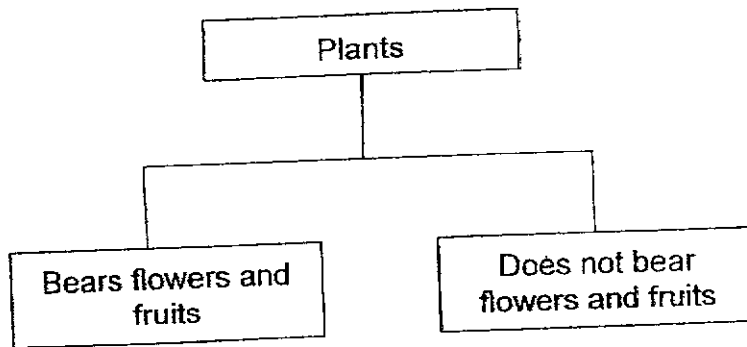 Plants
Bears flowers and
fruits
Does not bear
flowers and fruits